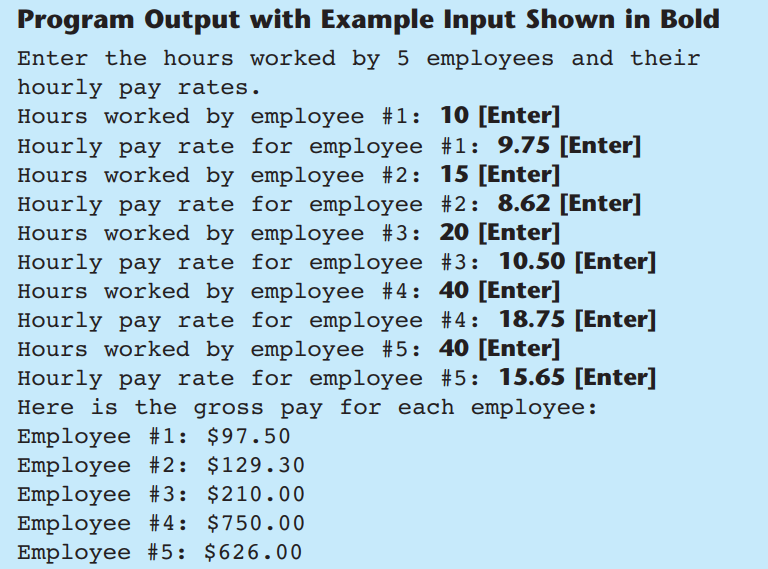 Program Output with Example Input Shown in Bold
Enter the hours worked by 5 employees and their
hourly pay rates.
Hours worked by employee #1: 10 [Enter]
Hourly pay rate for employee #1: 9.75 [Enter]
Hours worked by employee #2: 15 [Enter]
Hourly pay rate for employee #2: 8.62 [Enter]
Hours worked by employee #3: 20 [Enter]
Hourly pay rate for employee #3: 10.50 [Enter]
Hours worked by employee #4: 40 [Enter]
Hourly pay rate for employee #4: 18.75 [Enter]
Hours worked by employee #5: 40 [Enter]
Hourly pay rate for employee #5: 15.65 [Enter]
Here is the gross pay for each employee:
Employee #1: $97.50
Employee #2: $129.30
Employee #3: $210.00
Employee #4: $750.00
Employee #5: $626.00